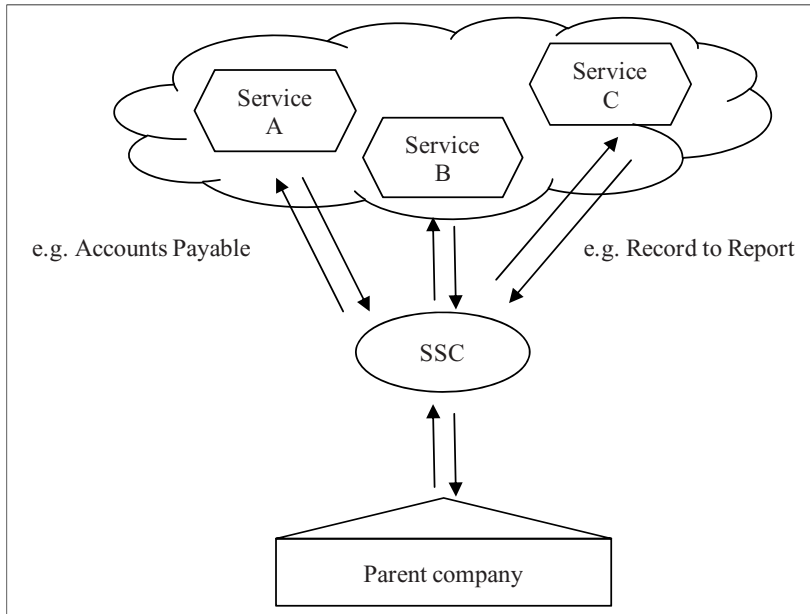 Service
A
Service
B
Service
C
e.g. Accounts Payable
e.g. Record to Report
SSC
Parent company